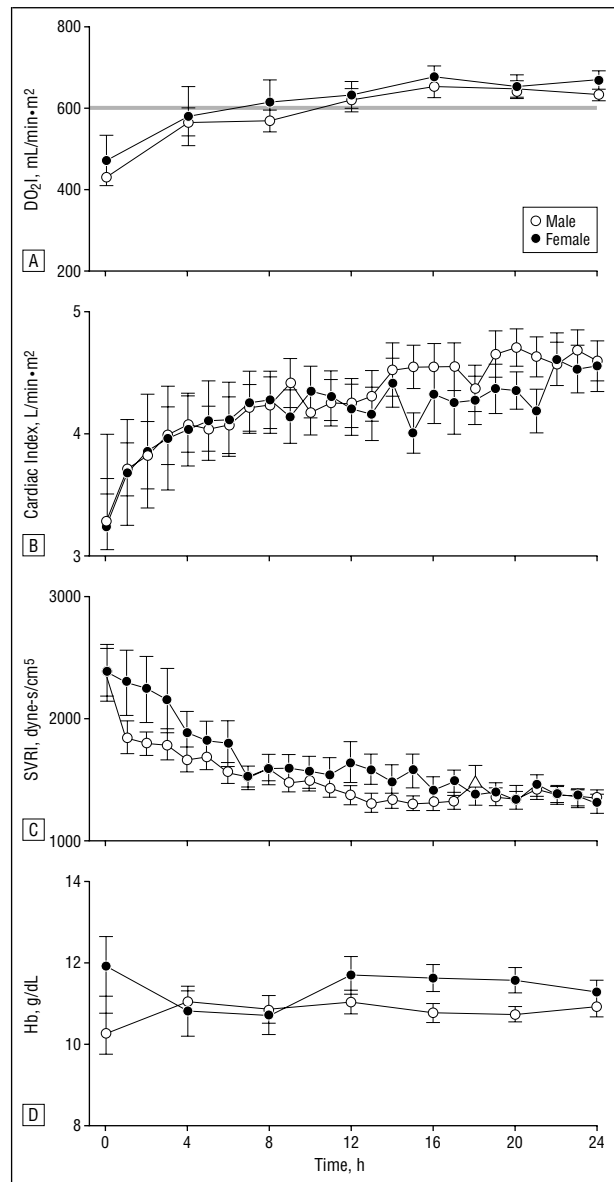 800
600
400
200
DO₂I, mL/min•m²
Male
Female
A
5
4
3
Cardiac Index, L/min•m²
B
3000
2000
1000
SVRI, dyne-s/cm⁵
C
14
12
10
8
Hb, g/dL
D
0 4 8 12 16 20 24
Time, h